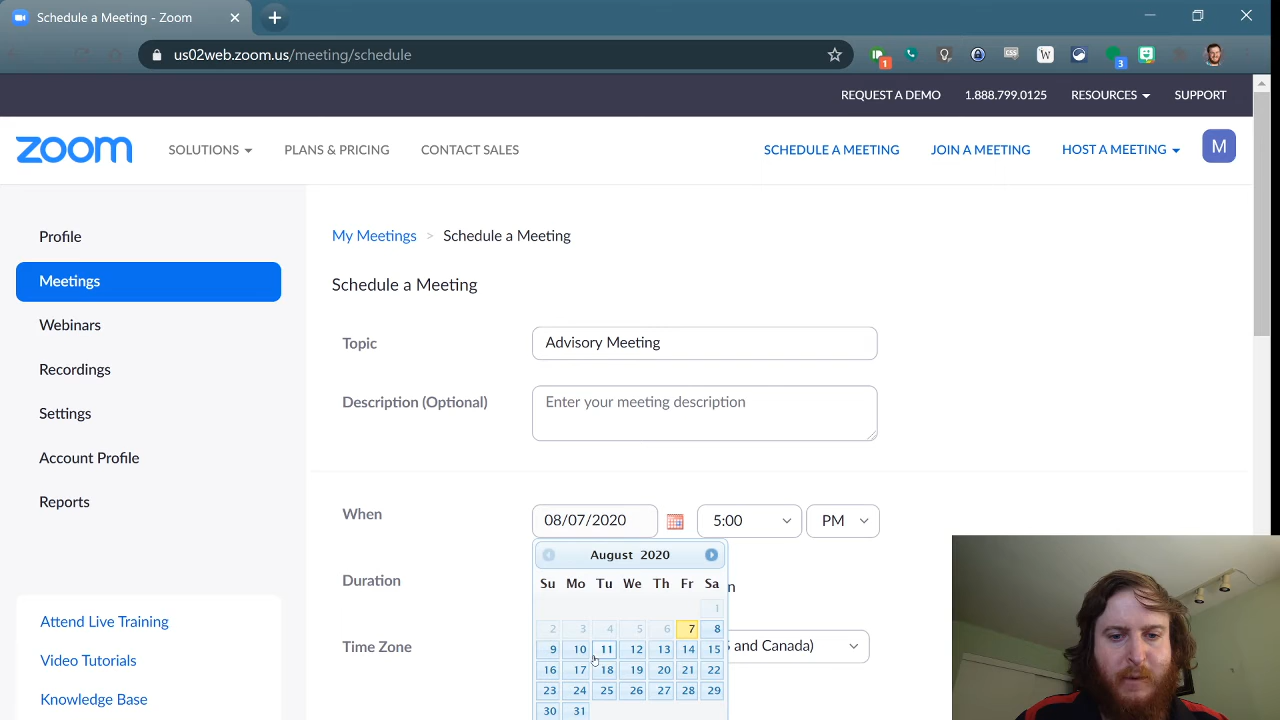 Schedule a Meeting - Zoom
us02web.zoom.us/meeting/schedule
1
CSS
W
3
REQUEST A DEMO 1.888.799.0125 RESOURCES SUPPORT
zoom SOLUTIONS PLANS & PRICING CONTACT SALES SCHEDULE A MEETING JOIN A MEETING HOST A MEETING M
Profile
Meetings
Webinars
Recordings
Settings
Account Profile
Reports
Attend Live Training
Video Tutorials
Knowledge Base
My Meetings > Schedule a Meeting
Schedule a Meeting
Topic Advisory Meeting
Description (Optional) Enter your meeting description
When 08/07/2020 5:00 PM
August 2020
Su Mo Tu We Th Fr Sa
1
2 3 4 5 6 7 8
9 10 11 12 13 14 15
16 17 18 19 20 21 22
23 24 25 26 27 28 29
30 31
Duration
Time Zone and Canada)